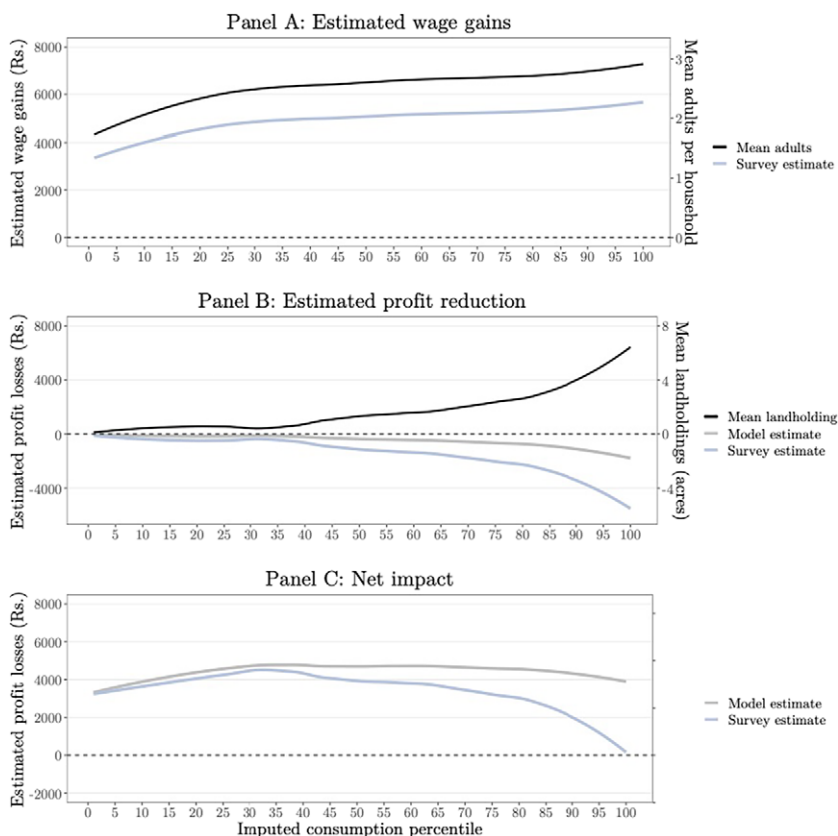 Panel A: Estimated wage gains
Estimated wage gains (Rs.)
8000
6000
4000
2000
0
3
2
1
0
Mean adults per household
0 5 10 15 20 25 30 35 40 45 50 55 60 65 70 75 80 85 90 95 100
Mean adults
Survey estimate
Panel B: Estimated profit reduction
Estimated profit losses (Rs.)
8000
4000
0
-4000
8
4
0
-4
Mean landholdings (acres)
0 5 10 15 20 25 30 35 40 45 50 55 60 65 70 75 80 85 90 95 100
Mean landholding
Model estimate
Survey estimate
Panel C: Net impact
Estimated profit losses (Rs.)
8000
6000
4000
2000
0
-2000
0 5 10 15 20 25 30 35 40 45 50 55 60 65 70 75 80 85 90 95 100
Imputed consumption percentile
Model estimate
Survey estimate